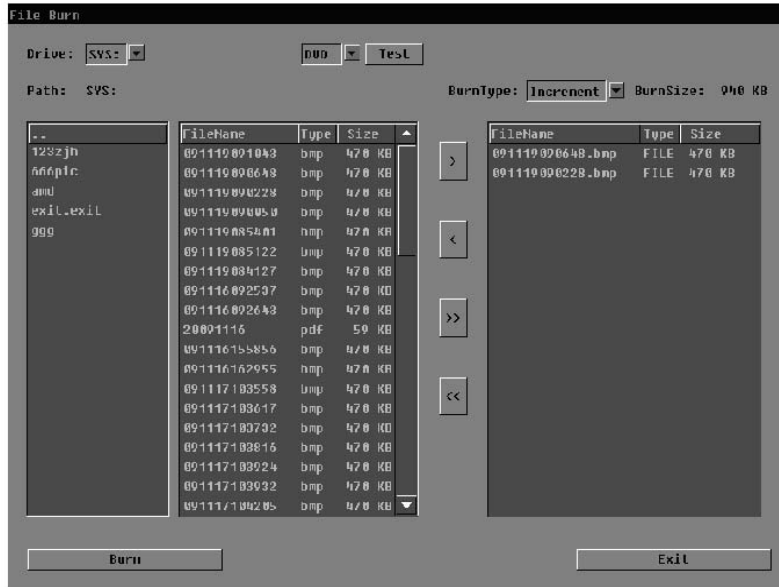 File Burn
Drive: SYS: DVD Test
Path: SYS: BurnType: Increment BurnSize: 940 KB
..
123zjh
666pic
amd
exit.exit
ggg
FileName Type Size
091119091043 bmp 470 KB
091119090648 bmp 470 KB
091119090228 bmp 470 KB
091119090050 bmp 470 KB
091119085401 bmp 470 KB
091119085122 bmp 470 KB
091119084127 bmp 470 KB
091116092537 bmp 470 KB
091116092643 bmp 470 KB
20091116 pdf 59 KB
091116155856 bmp 470 KB
091116162955 bmp 470 KB
091117103558 bmp 470 KB
091117103617 bmp 470 KB
091117103732 bmp 470 KB
091117103816 bmp 470 KB
091117103924 bmp 470 KB
091117103932 bmp 470 KB
091117104205 bmp 470 KB
>
<
>>
<<
FileName Type Size
091119090648.bmp FILE 470 KB
091119090228.bmp FILE 470 KB
Burn Exit